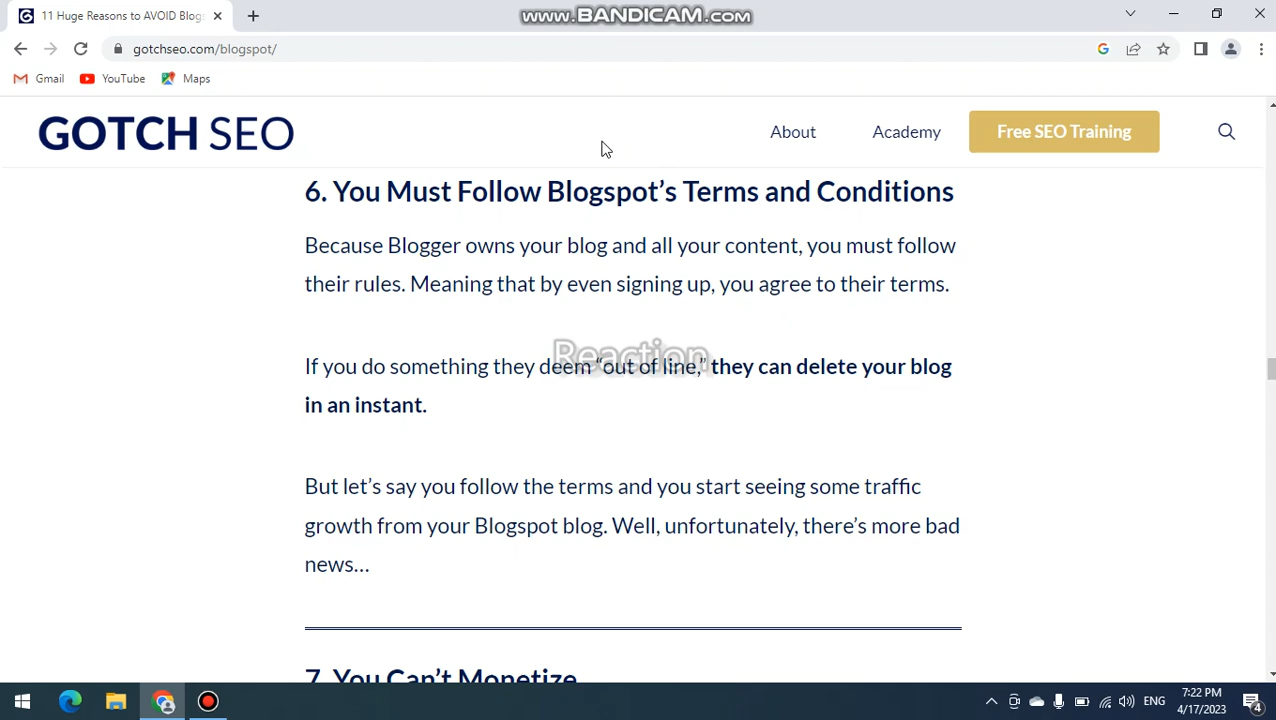 11 Huge Reasons to AVOID Blogs
www.BANDICAM.com
gotchseo.com/blogspot/
Gmail
YouTube
Maps
GOTCH SEO
About
Academy
Free SEO Training
6. You Must Follow Blogspot’s Terms and Conditions
Because Blogger owns your blog and all your content, you must follow
their rules. Meaning that by even signing up, you agree to their terms.
Reaction
If you do something they deem “out of line,” they can delete your blog
in an instant.
But let’s say you follow the terms and you start seeing some traffic
growth from your Blogspot blog. Well, unfortunately, there’s more bad
news…
7. You Can’t Monetize
ENG
7:22 PM
4/17/2023
4